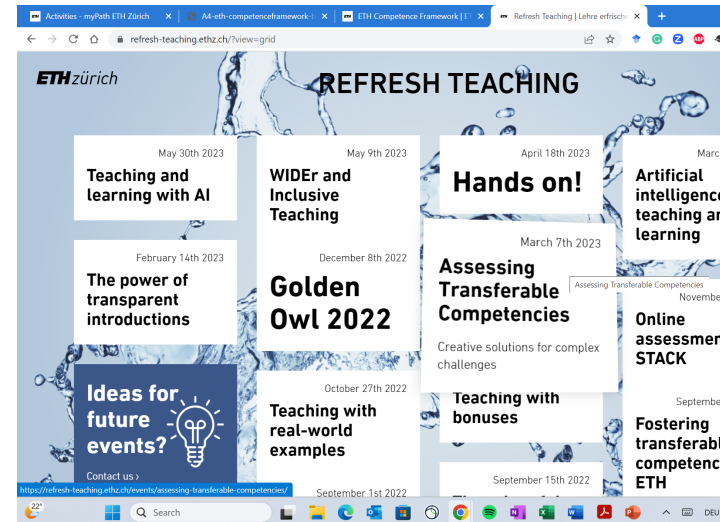 Activities - myPath ETH Zürich
A4-eth-competenceframework-
ETH Competence Framework | E
Refresh Teaching | Lehre erfrisch
refresh-teaching.ethz.ch/?view=grid
ETH zürich
REFRESH TEACHING
May 30th 2023
Teaching and
learning with AI
May 9th 2023
WIDEr and
Inclusive
Teaching
April 18th 2023
Hands on!
Marc
Artificial
intelligence
teaching an
learning
February 14th 2023
The power of
transparent
introductions
December 8th 2022
Golden
Owl 2022
March 7th 2023
Assessing
Transferable
Competencies
Creative solutions for complex
challenges
Assessing Transferable Competencies
Novembe
Online
assessmen
STACK
Ideas for
future
events?
Contact us ›
October 27th 2022
Teaching with
real-world
examples
Teaching with
bonuses
Septembe
Fostering
transferabl
competenc
ETH
https://refresh-teaching.ethz.ch/events/assessing-transferable-competencies/
September 1st 2022
September 15th 2022
22°
Search
DEU